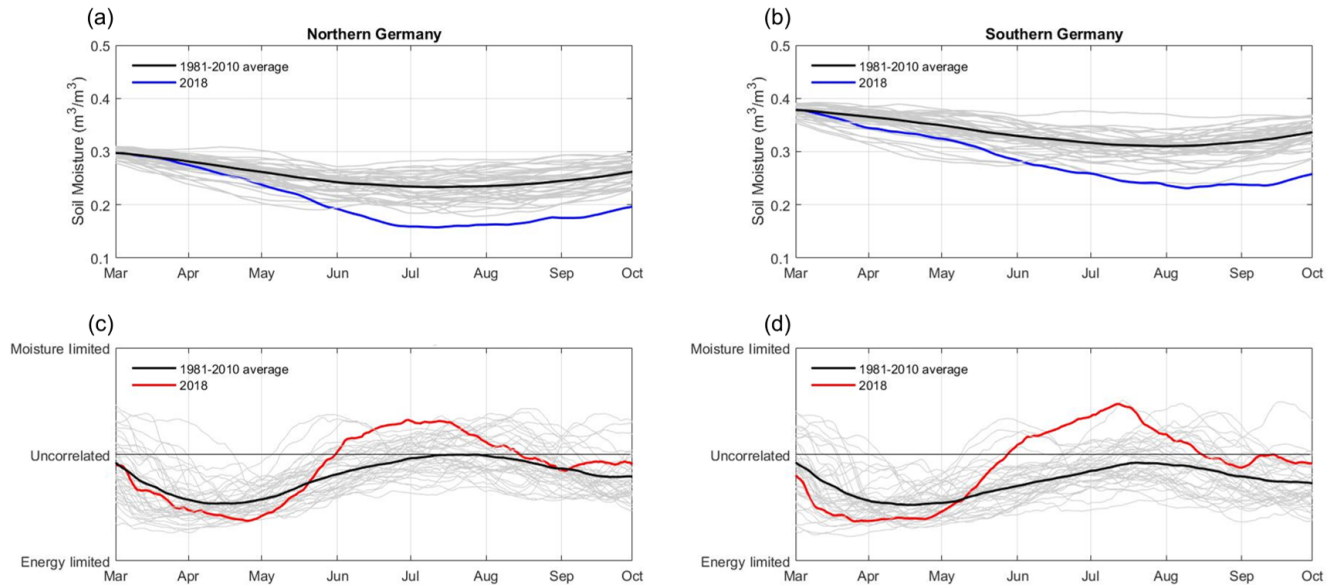 (a)
Northern Germany
Soil Moisture (m³/m³)
0.5
0.4
0.3
0.2
0.1
1981-2010 average
2018
Mar Apr May Jun Jul Aug Sep Oct
(b)
Southern Germany
Soil Moisture (m³/m³)
0.5
0.4
0.3
0.2
0.1
1981-2010 average
2018
Mar Apr May Jun Jul Aug Sep Oct
(c)
Moisture limited
Uncorrelated
Energy limited
1981-2010 average
2018
Mar Apr May Jun Jul Aug Sep Oct
(d)
Moisture limited
Uncorrelated
Energy limited
1981-2010 average
2018
Mar Apr May Jun Jul Aug Sep Oct